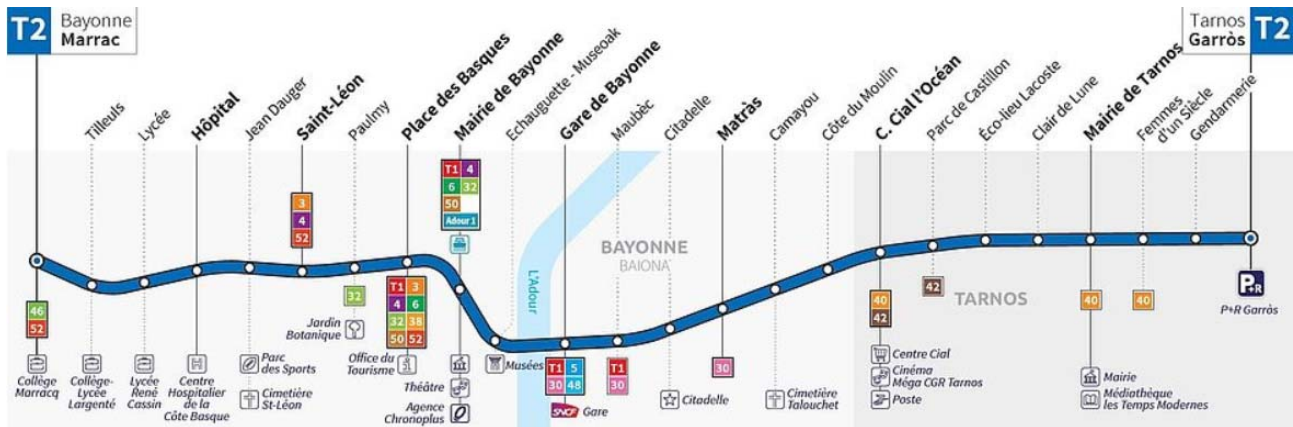 T2
Bayonne
Marrac
Tarnos
Garròs
T2
Tilleuls
Lycée
Hôpital
Jean Dauger
Saint-Léon
Paulmy
Place des Basques
Mairie de Bayonne
Echauguette - Museoak
Gare de Bayonne
Maubèc
Citadelle
Matràs
Camayou
Côte du Moulin
C. Cial l'Océan
Parc de Castillon
Éco-lieu Lacoste
Clair de Lune
Mairie de Tarnos
Femmes
d'un Siècle
Gendarmerie
3
4
52
T1 4
6 32
50
Adour 1
L'Adour
BAYONNE
BAIONA
TARNOS
46
52
Collège
Marracq
Collège-
Lycée
Largenté
Lycée
René
Cassin
H
Centre
Hospitalier
de la
Côte Basque
Parc
des Sports
Cimetière
St-Léon
32
Jardin
Botanique
T1 3
4 6
32 38
50 52
Office du
Tourisme
i
Théâtre
Agence
Chronoplus
Musées
T1 5
30 48
SNCF Gare
T1
30
Citadelle
30
Cimetière
Talouchet
40
42
Centre Cial
Cinéma
Méga CGR Tarnos
Poste
42
40
Mairie
Médiathèque
les Temps Modernes
40
P+R
P+R Garròs